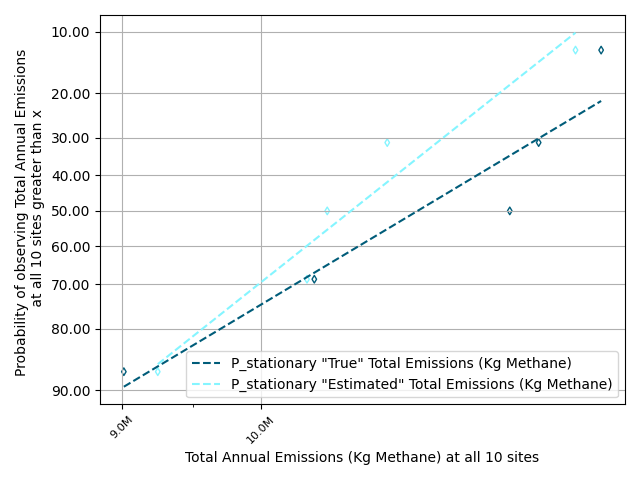 Probability of observing Total Annual Emissions
at all 10 sites greater than x
10.00
20.00
30.00
40.00
50.00
60.00
70.00
80.00
90.00
P_stationary "True" Total Emissions (Kg Methane)
P_stationary "Estimated" Total Emissions (Kg Methane)
9.0M
10.0M
Total Annual Emissions (Kg Methane) at all 10 sites